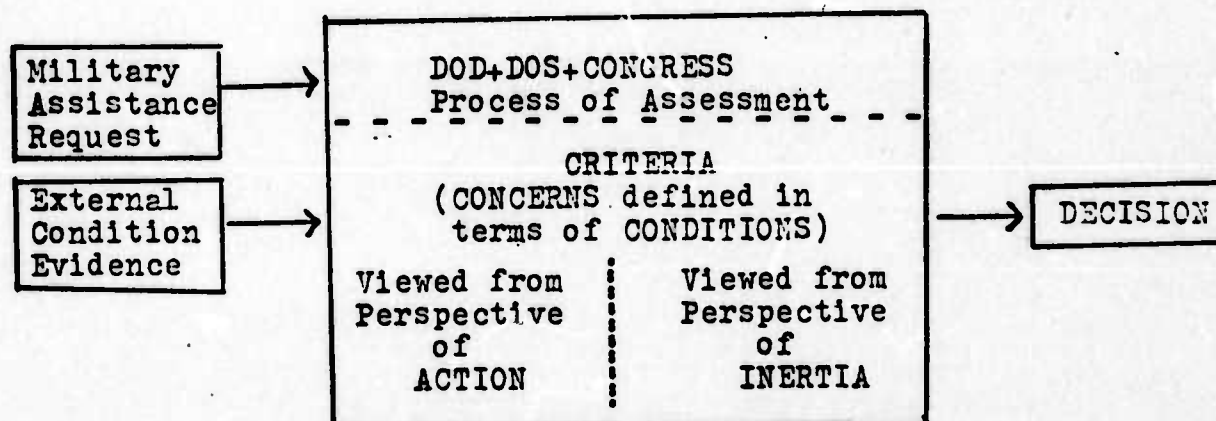 Military
Assistance
Request
External
Condition
Evidence
DOD+DOS+CONGRESS
Process of Assessment
CRITERIA
(CONCERNS defined in
terms of CONDITIONS)
Viewed from
Perspective
of
ACTION
Viewed from
Perspective
of
INERTIA
DECISION